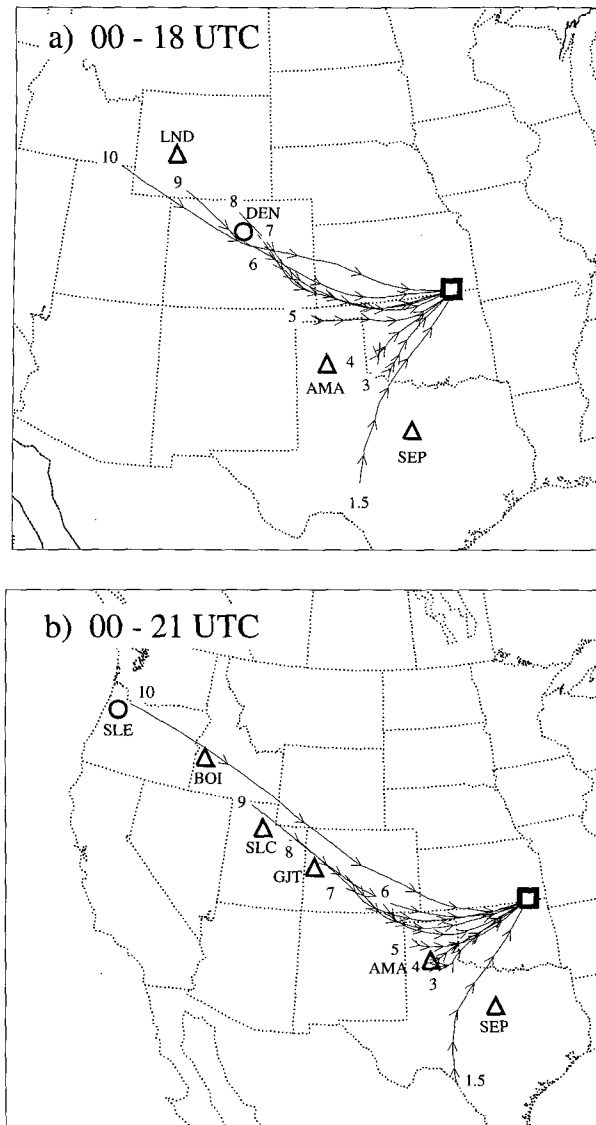 a) 00 - 18 UTC
LND
10
9
8
DEN
7
6
5
4
AMA
3
SEP
1.5
b) 00 - 21 UTC
10
SLE
BOI
9
SLC
8
GJT
7
6
5
AMA 4
3
SEP
1.5